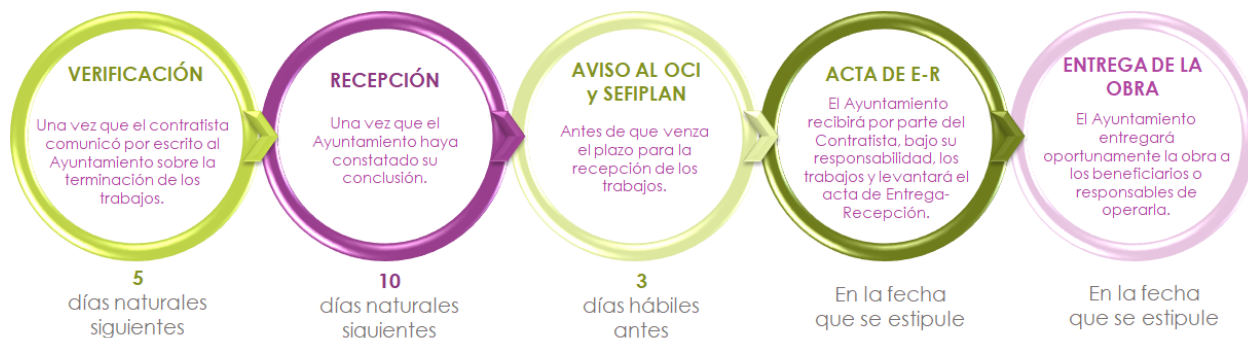 VERIFICACIÓN
Una vez que el contratista
comunicó por escrito al
Ayuntamiento sobre la
terminación de los
trabajos.
5
días naturales
siguientes
RECEPCIÓN
Una vez que el
Ayuntamiento haya
constatado su
conclusión.
10
días naturales
siguientes
AVISO AL OCI
y SEFIPLAN
Antes de que venza
el plazo para la
recepción de los
trabajos.
3
días hábiles
antes
ACTA DE E-R
El Ayuntamiento
recibirá por parte del
Contratista, bajo su
responsabilidad, los
trabajos y levantará el
acta de Entrega-
Recepción.
En la fecha
que se estipule
ENTREGA DE LA
OBRA
El Ayuntamiento
entregará
oportunamente la obra a
los beneficiarios o
responsables de
operarla.
En la fecha
que se estipule